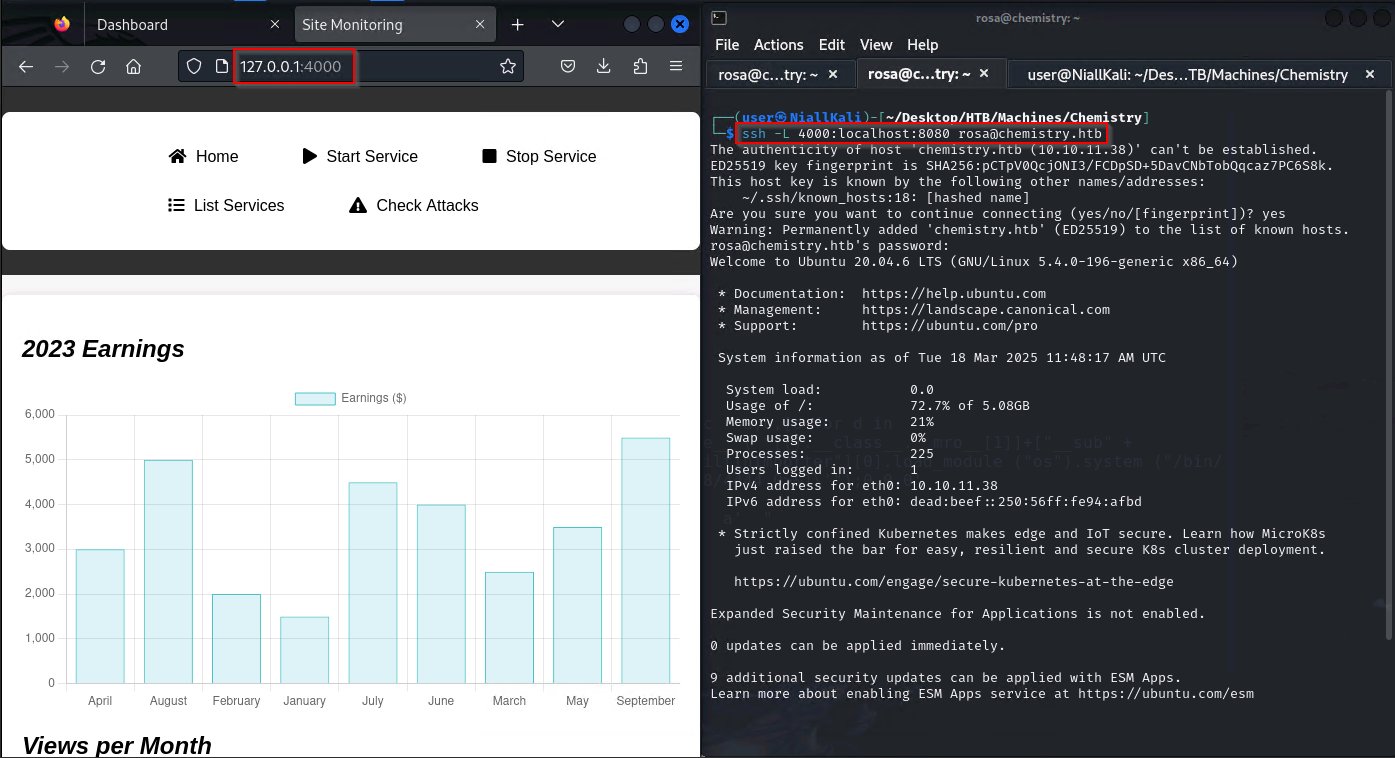 Dashboard
Site Monitoring
127.0.0.1:4000
Home
Start Service
Stop Service
List Services
Check Attacks
2023 Earnings
Earnings ($)
6,000
5,000
4,000
3,000
2,000
1,000
0
April August February January July June March May September
Views per Month
rosa@chemistry: ~
File Actions Edit View Help
rosa@c...try: ~
rosa@c...try: ~
user@NiallKali: ~/Des...TB/Machines/Chemistry
┌──(user㉿NiallKali)-[~/Desktop/HTB/Machines/Chemistry]
└─$ ssh -L 4000:localhost:8080 rosa@chemistry.htb
The authenticity of host 'chemistry.htb (10.10.11.38)' can't be established.
ED25519 key fingerprint is SHA256:pCTpV0QcjONI3/FCDpSD+5DavCNbTobQqcaz7PC6S8k.
This host key is known by the following other names/addresses:
~/.ssh/known_hosts:18: [hashed name]
Are you sure you want to continue connecting (yes/no/[fingerprint])? yes
Warning: Permanently added 'chemistry.htb' (ED25519) to the list of known hosts.
rosa@chemistry.htb's password:
Welcome to Ubuntu 20.04.6 LTS (GNU/Linux 5.4.0-196-generic x86_64)
* Documentation: https://help.ubuntu.com
* Management: https://landscape.canonical.com
* Support: https://ubuntu.com/pro
System information as of Tue 18 Mar 2025 11:48:17 AM UTC
System load: 0.0
Usage of /: 72.7% of 5.08GB
Memory usage: 21%
Swap usage: 0%
Processes: 225
Users logged in: 1
IPv4 address for eth0: 10.10.11.38
IPv6 address for eth0: dead:beef::250:56ff:fe94:afbd
* Strictly confined Kubernetes makes edge and IoT secure. Learn how MicroK8s
just raised the bar for easy, resilient and secure K8s cluster deployment.
https://ubuntu.com/engage/secure-kubernetes-at-the-edge
Expanded Security Maintenance for Applications is not enabled.
0 updates can be applied immediately.
9 additional security updates can be applied with ESM Apps.
Learn more about enabling ESM Apps service at https://ubuntu.com/esm